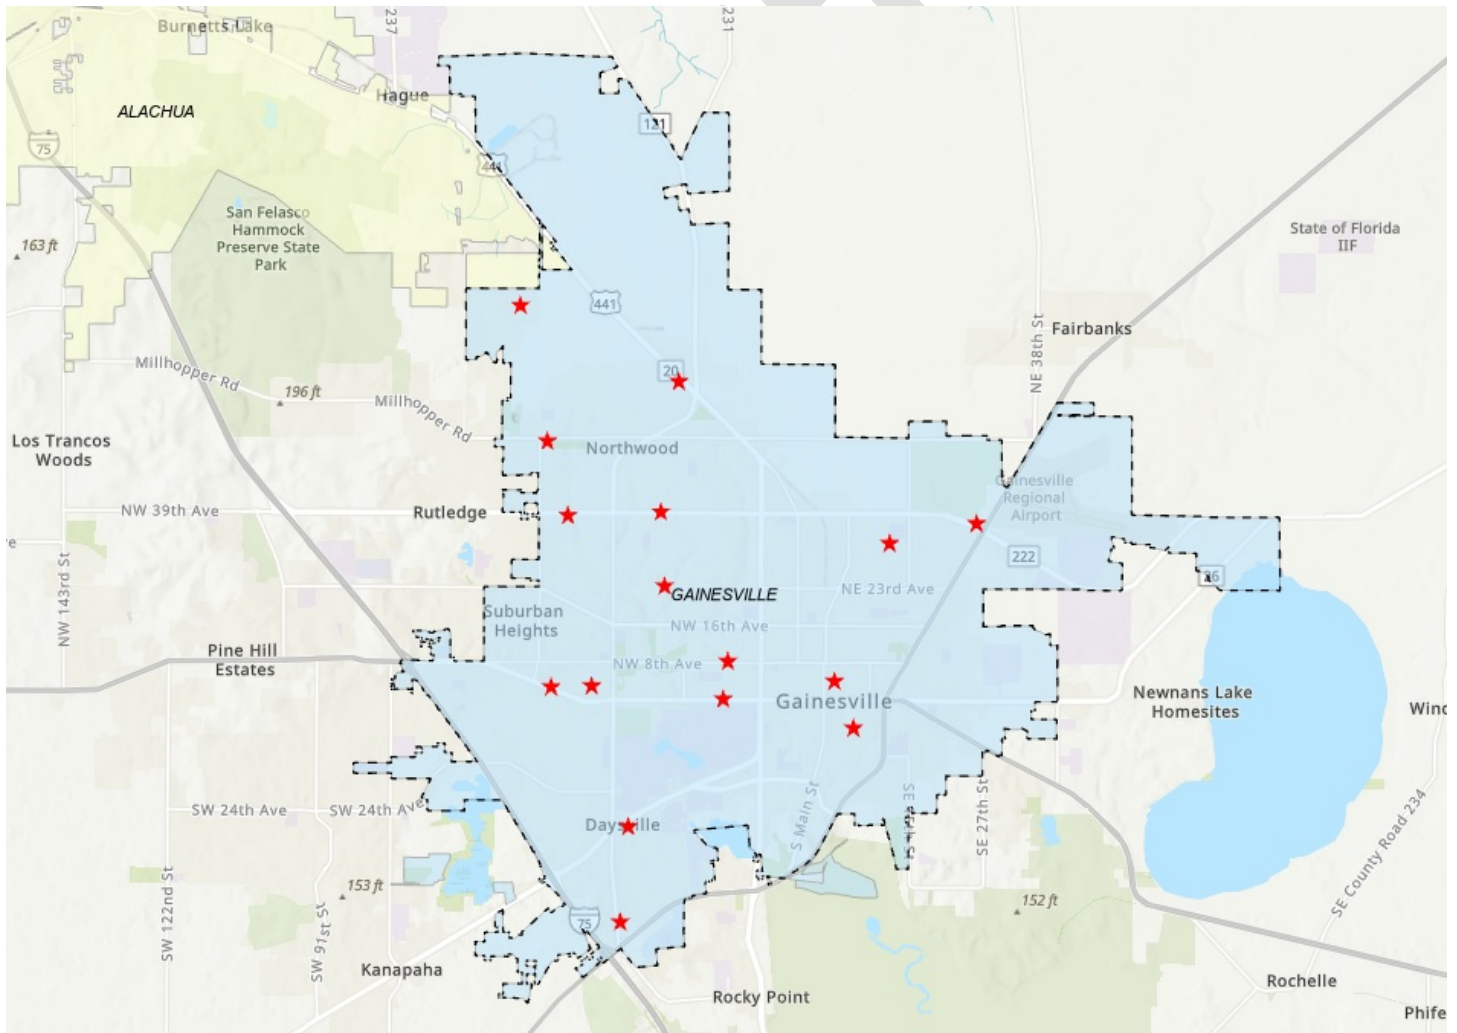 Burnetts Lake
237
231
Hague
ALACHUA
121
75
441
San Felasco
Hammock
Preserve State
Park
163 ft
State of Florida
IIF
441
Fairbanks
NE 38th St
Millhopper Rd
20
196 ft
Millhopper Rd
Los Trancos
Woods
Northwood
Gainesville
Regional
Airport
NW 39th Ave
Rutledge
222
26
NW 143rd St
NE 23rd Ave
GAINESVILLE
Suburban
Heights
NW 16th Ave
Pine Hill
Estates
NW 8th Ave
Newnans Lake
Homesites
Gainesville
SW 24th Ave
SW 24th Ave
S Main St
SE 27th St
SE County Road 234
153 ft
152 ft
SW 122nd St
SW 91st St
75
Kanapaha
Rocky Point
Rochelle